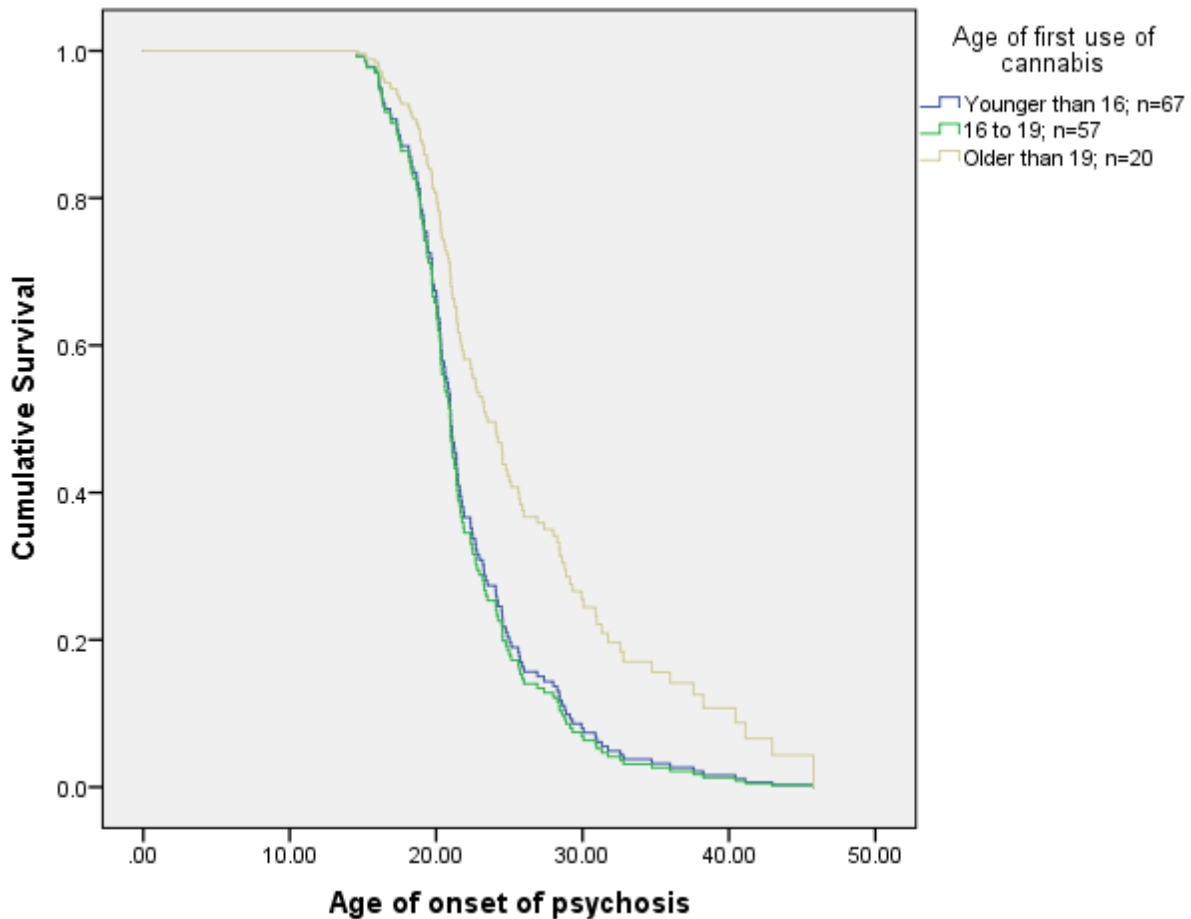 Age of first use of
cannabis
Younger than 16; n=67
16 to 19; n=57
Older than 19; n=20
Cumulative Survival
1.0
0.8
0.6
0.4
0.2
0.0
.00 10.00 20.00 30.00 40.00 50.00
Age of onset of psychosis